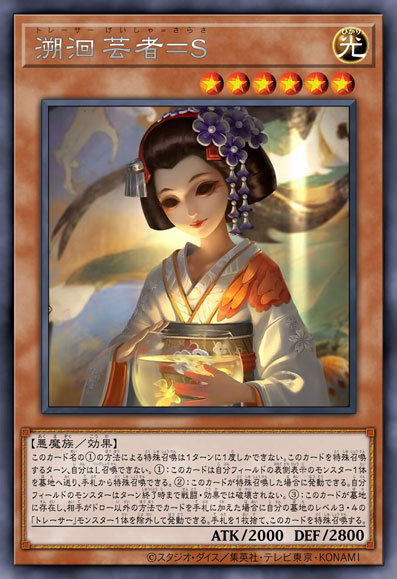 トレーサー げいしゃ=さらさ
溯洄 芸者=S
ひかり
光
ATK/2000 DEF/2800
【悪魔族／効果】
このカード名の①の方法による特殊召喚は1ターンに1度しかできない。このカードを特殊召喚
するターン、自分はL召喚できない。①:このカードは自分フィールドの表側表示のモンスター1体
を墓地へ送り、手札から特殊召喚できる。②:このカードが特殊召喚した場合に発動できる。自分
フィールドのモンスターはターン終了時まで戦闘・効果では破壊されない。③:このカードが墓地
に存在し、相手がドロー以外の方法でカードを手札に加えた場合に自分の墓地のレベル3・4の
「トレーサー」モンスター1体を除外して発動できる。手札を1枚捨て、このカードを特殊召喚する。
©スタジオ・ダイス／集英社・テレビ東京・KONAMI